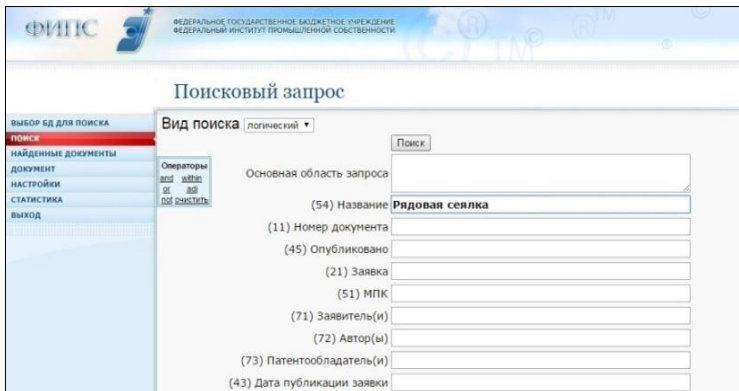 ФИПС
ФЕДЕРАЛЬНОЕ ГОСУДАРСТВЕННОЕ БЮДЖЕТНОЕ УЧРЕЖДЕНИЕ
ФЕДЕРАЛЬНЫЙ ИНСТИТУТ ПРОМЫШЛЕННОЙ СОБСТВЕННОСТИ
Поисковый запрос
ВЫБОР БД ДЛЯ ПОИСКА
ПОИСК
НАЙДЕННЫЕ ДОКУМЕНТЫ
ДОКУМЕНТ
НАСТРОЙКИ
СТАТИСТИКА
ВЫХОД
Вид поиска логический
Поиск
Операторы
and within
or adj
not очистить
Основная область запроса
(54) Название Рядовая сеялка
(11) Номер документа
(45) Опубликовано
(21) Заявка
(51) МПК
(71) Заявитель(и)
(72) Автор(ы)
(73) Патентообладатель(и)
(43) Дата публикации заявки